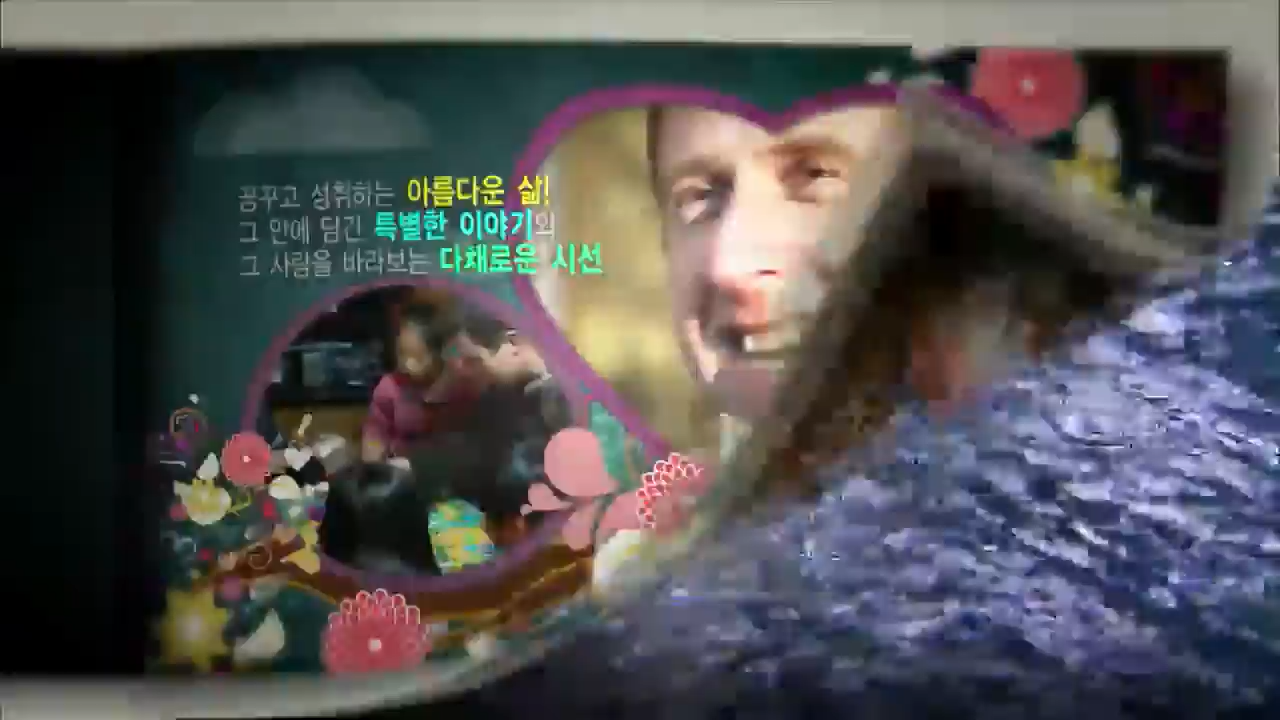 꿈꾸고 성취하는 아름다운 삶!
그 안에 담긴 특별한 이야기와
그 사람을 바라보는 다채로운 시선